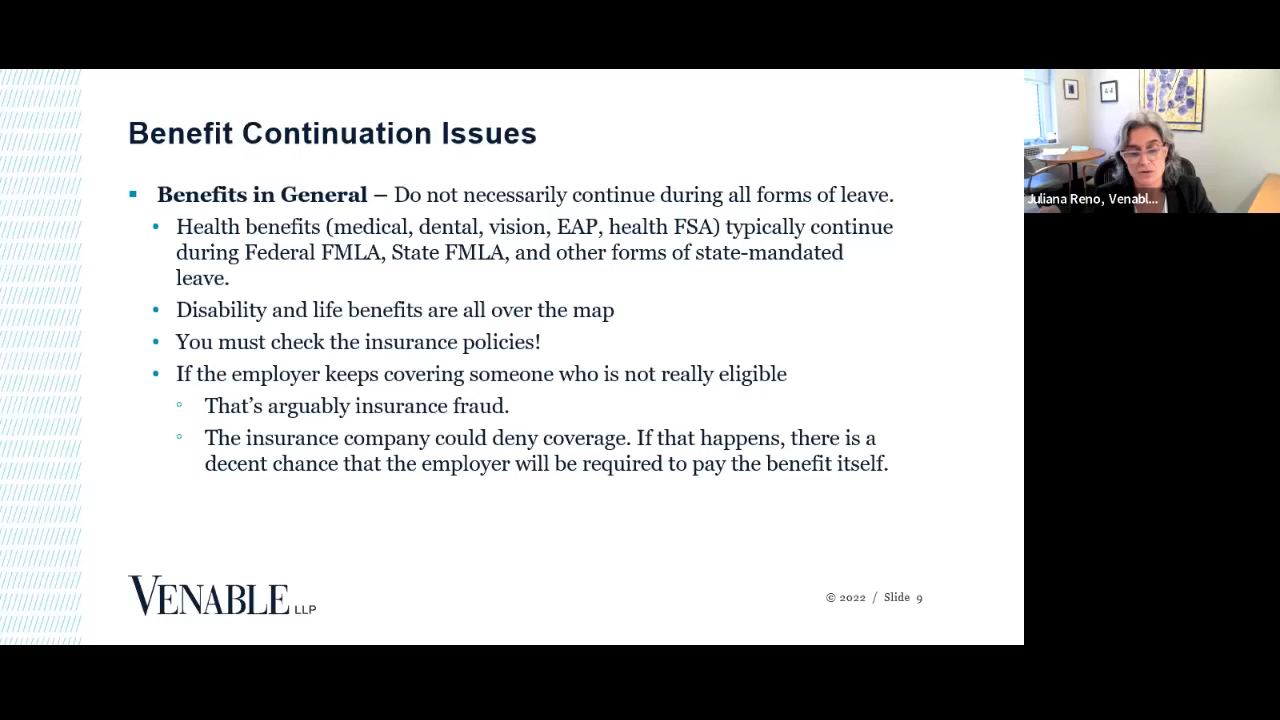 Benefit Continuation Issues
Benefits in General – Do not necessarily continue during all forms of leave.
Health benefits (medical, dental, vision, EAP, health FSA) typically continue
during Federal FMLA, State FMLA, and other forms of state-mandated
leave.
Disability and life benefits are all over the map
You must check the insurance policies!
If the employer keeps covering someone who is not really eligible
That’s arguably insurance fraud.
The insurance company could deny coverage. If that happens, there is a
decent chance that the employer will be required to pay the benefit itself.
VENABLE LLP
© 2022 / Slide 9
Juliana Reno, Venabl...